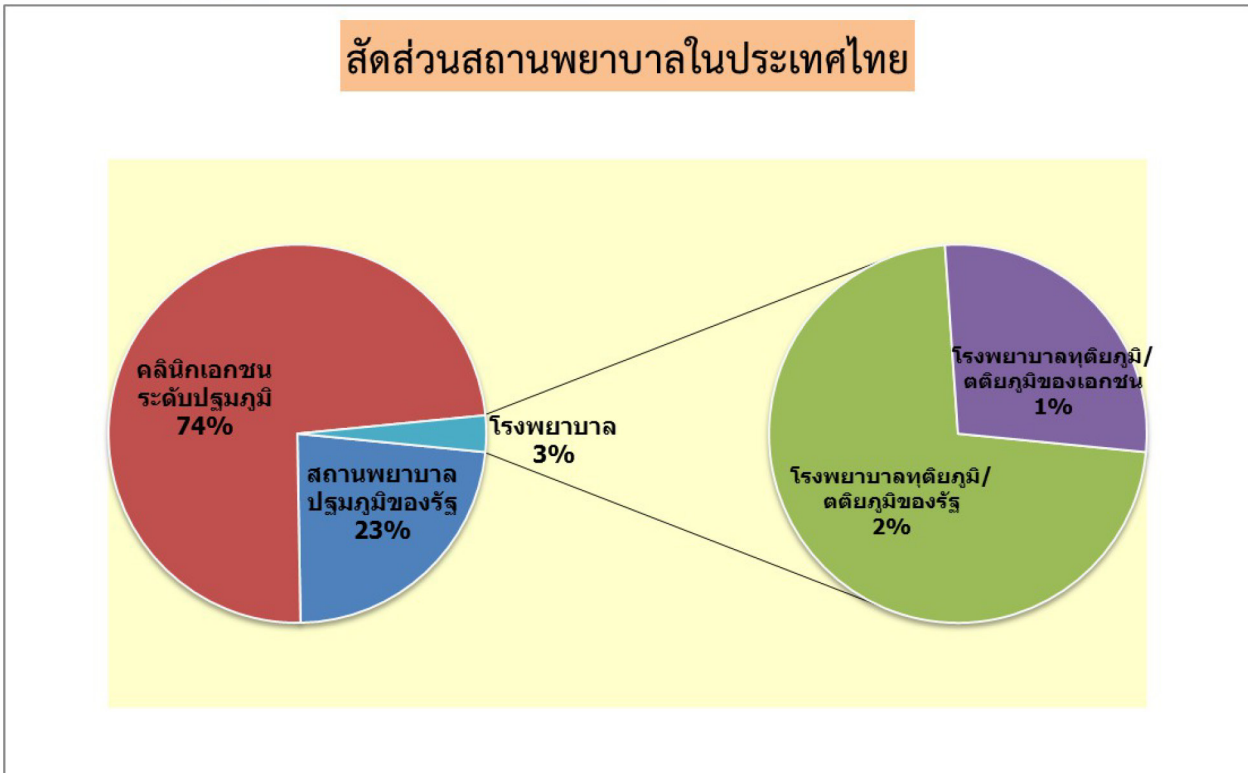 สัดส่วนสถานพยาบาลในประเทศไทย
คลินิกเอกชน
ระดับปฐมภูมิ
74%
สถานพยาบาล
ปฐมภูมิของรัฐ
23%
โรงพยาบาล
3%
โรงพยาบาลทุติยภูมิ/
ตติยภูมิของเอกชน
1%
โรงพยาบาลทุติยภูมิ/
ตติยภูมิของรัฐ
2%